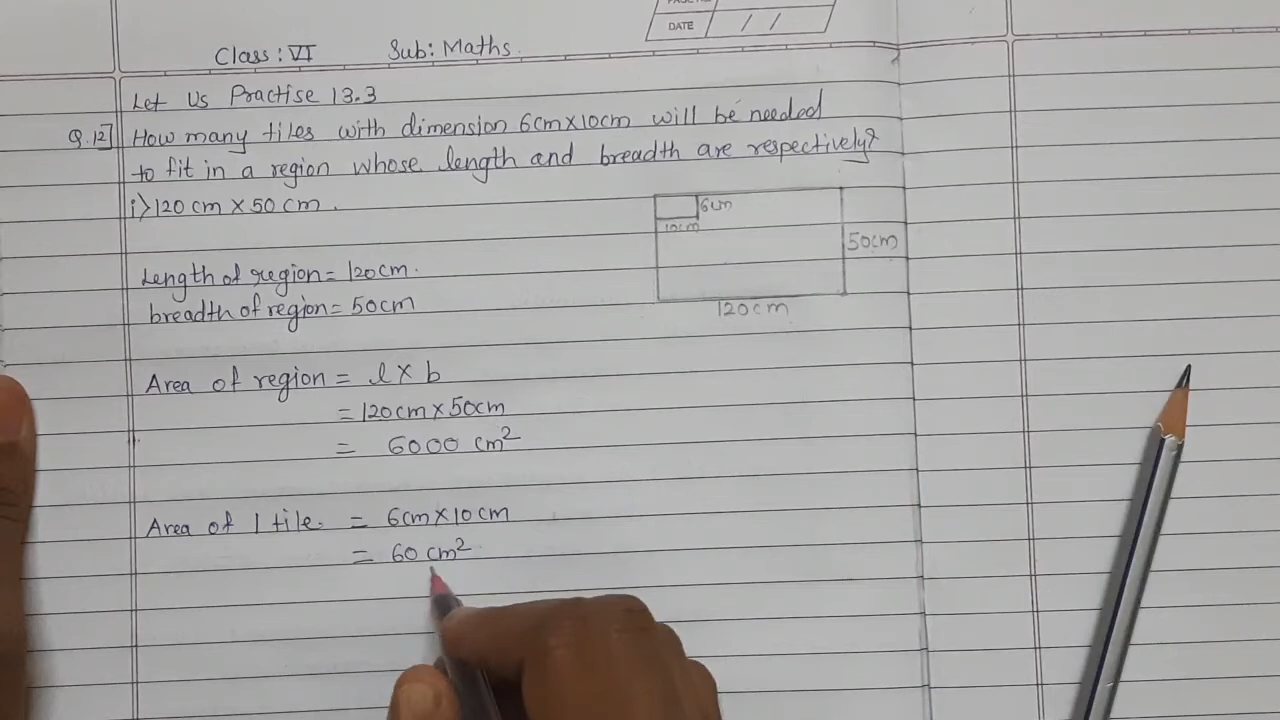 DATE / /
Class: VI Sub: Maths.
Let Us Practise 13.3
Q.12] How many tiles with dimension 6cm×10cm will be needed
to fit in a region whose length and breadth are respectively?
i) 120 cm × 50 cm.
6cm
10cm
50cm
120cm
Length of region = 120cm.
breadth of region = 50cm
Area of region = l × b
= 120cm × 50cm
= 6000 cm²
Area of 1 tile. = 6cm × 10cm
= 60 cm²